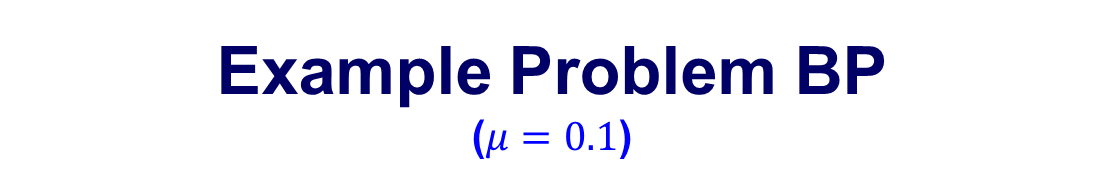 Example Problem BP
(𝜇 = 0.1)